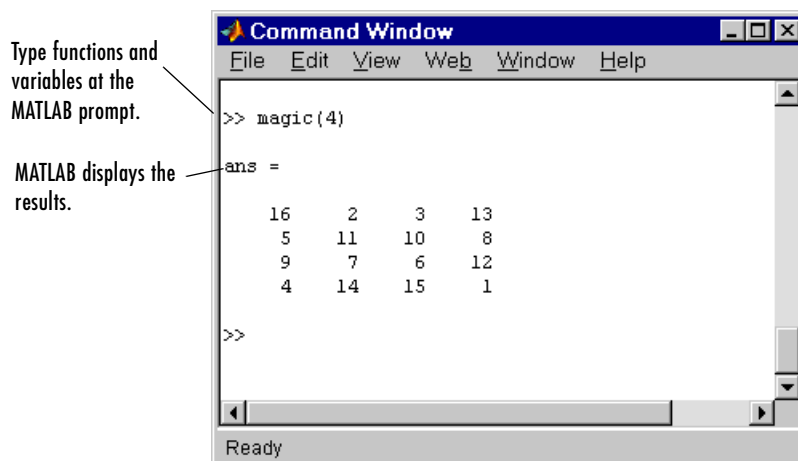 Type functions and
variables at the
MATLAB prompt.
MATLAB displays the
results.
Command Window
File Edit View Web Window Help
>> magic(4)
ans =
16 2 3 13
5 11 10 8
9 7 6 12
4 14 15 1
>>
Ready